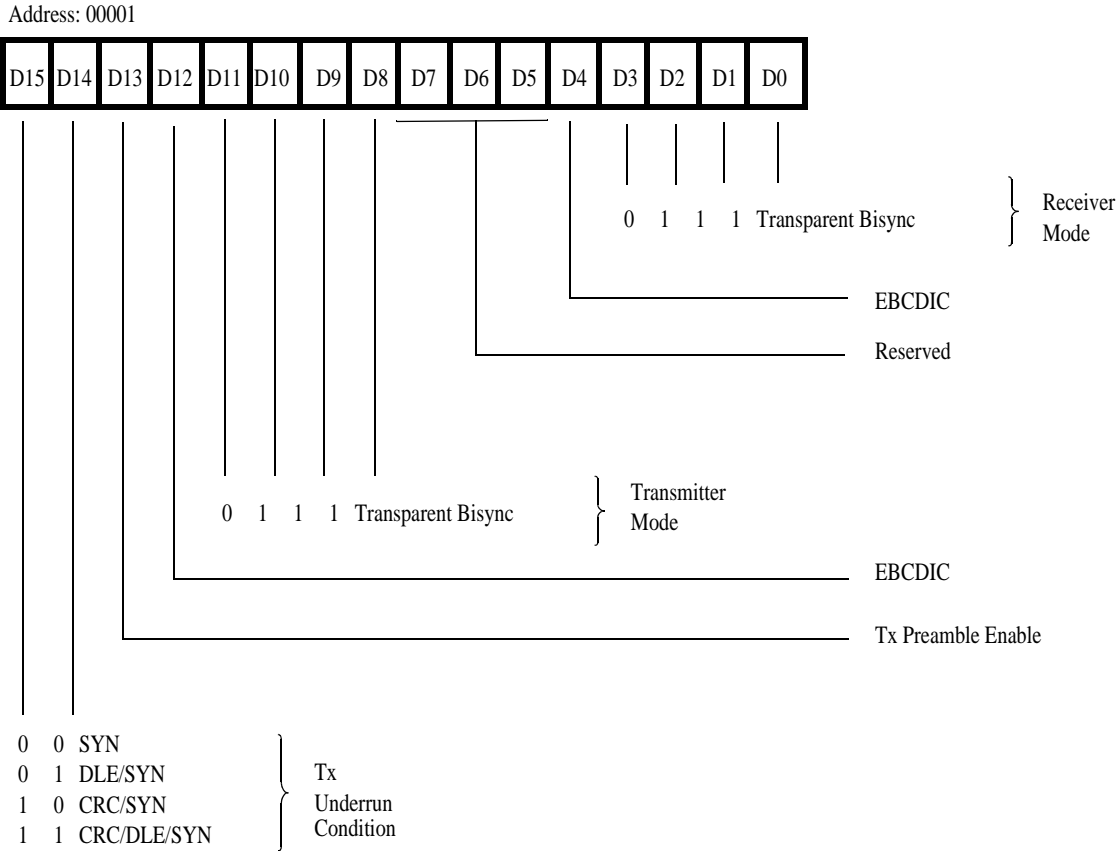 Address: 00001
D15 D14 D13 D12 D11 D10 D9 D8 D7 D6 D5 D4 D3 D2 D1 D0
0 1 1 1 Transparent Bisync
Receiver
Mode
EBCDIC
Reserved
0 1 1 1 Transparent Bisync
Transmitter
Mode
EBCDIC
Tx Preamble Enable
0 0 SYN
0 1 DLE/SYN
1 0 CRC/SYN
1 1 CRC/DLE/SYN
Tx
Underrun
Condition